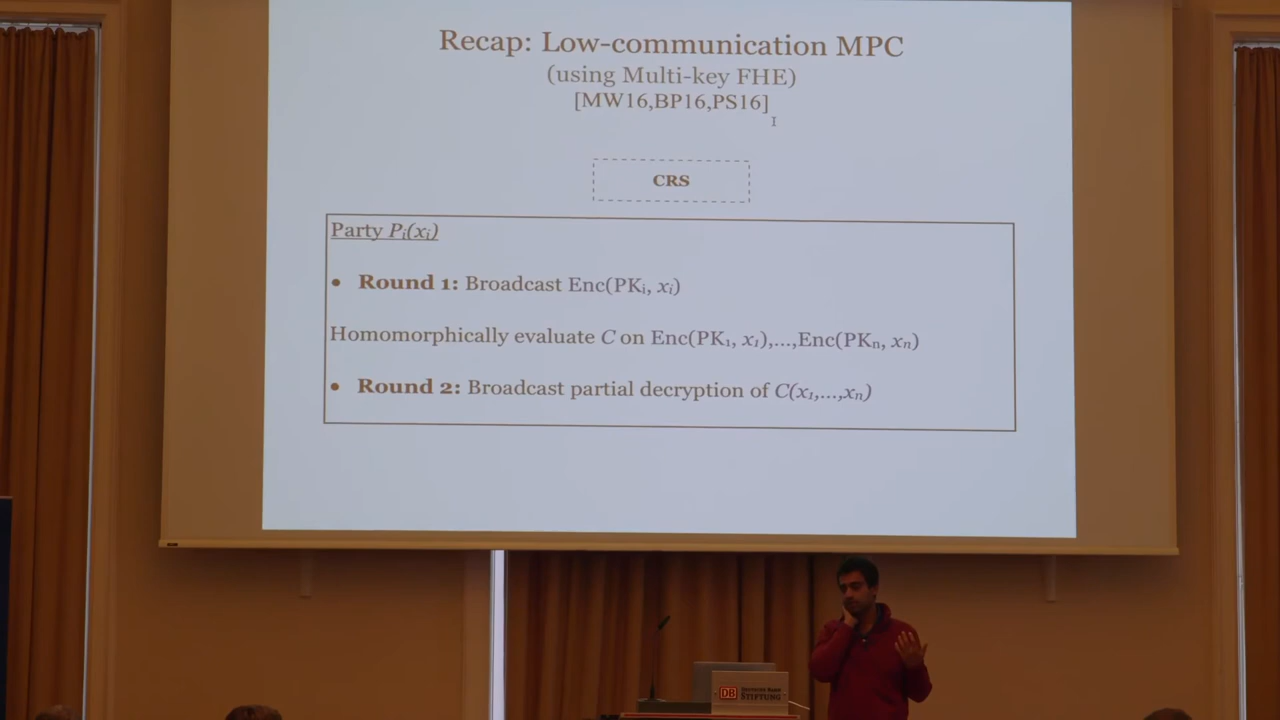 Recap: Low-communication MPC
(using Multi-key FHE)
[MW16,BP16,PS16]
CRS
Party Pᵢ(xᵢ)
• Round 1: Broadcast Enc(PKᵢ, xᵢ)
Homomorphically evaluate C on Enc(PK₁, x₁),...,Enc(PKₙ, xₙ)
• Round 2: Broadcast partial decryption of C(x₁,...,xₙ)
DB DEUTSCHE BANK
STIFTUNG